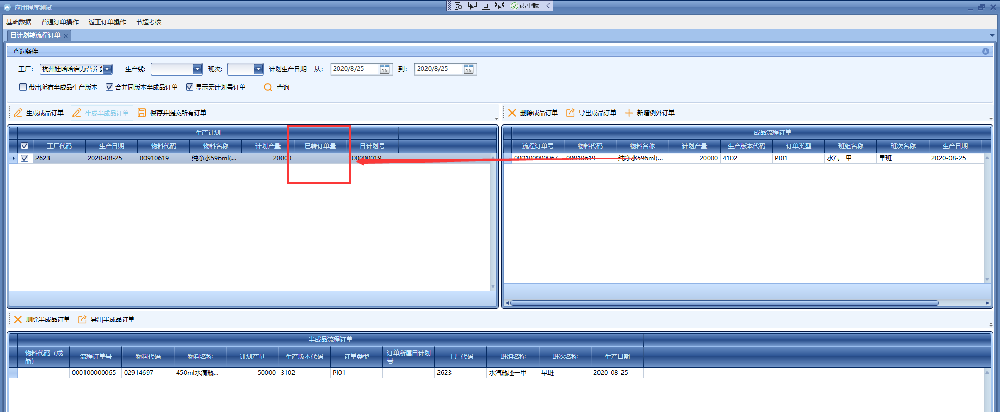 应用程序测试
热重载
基础数据 普通订单操作 返工订单操作 节超考核
日计划转流程订单
查询条件
工厂: 杭州娃哈哈启力营养食 生产线: 班次: 计划生产日期 从: 2020/8/25 15 到: 2020/8/25 15
带出所有半成品生产版本 合并同版本半成品订单 显示无计划号订单 查询
生成成品订单 生成半成品订单 保存并提交所有订单
删除成品订单 导出成品订单 新增例外订单
生产计划
工厂代码 生产日期 物料代码 物料名称 计划产量 已转订单量 日计划号
2623 2020-08-25 00910619 纯净水596ml(... 20000 100000019
成品流程订单
流程订单号 物料代码 物料名称 计划产量 生产版本代码 订单类型 班组名称 班次名称 生产日期
000100000067 00910619 纯净水596ml(... 20000 4102 PI01 水汽一甲 早班 2020-08-25
删除半成品订单 导出半成品订单
半成品流程订单
物料代码（成品） 流程订单号 物料代码 物料名称 计划产量 生产版本代码 订单类型 订单所属日计划号 工厂代码 班组名称 班次名称 生产日期
000100000065 02914697 450ml水滴瓶... 50000 3102 PI01 2623 水汽瓶坯一甲 早班 2020-08-25